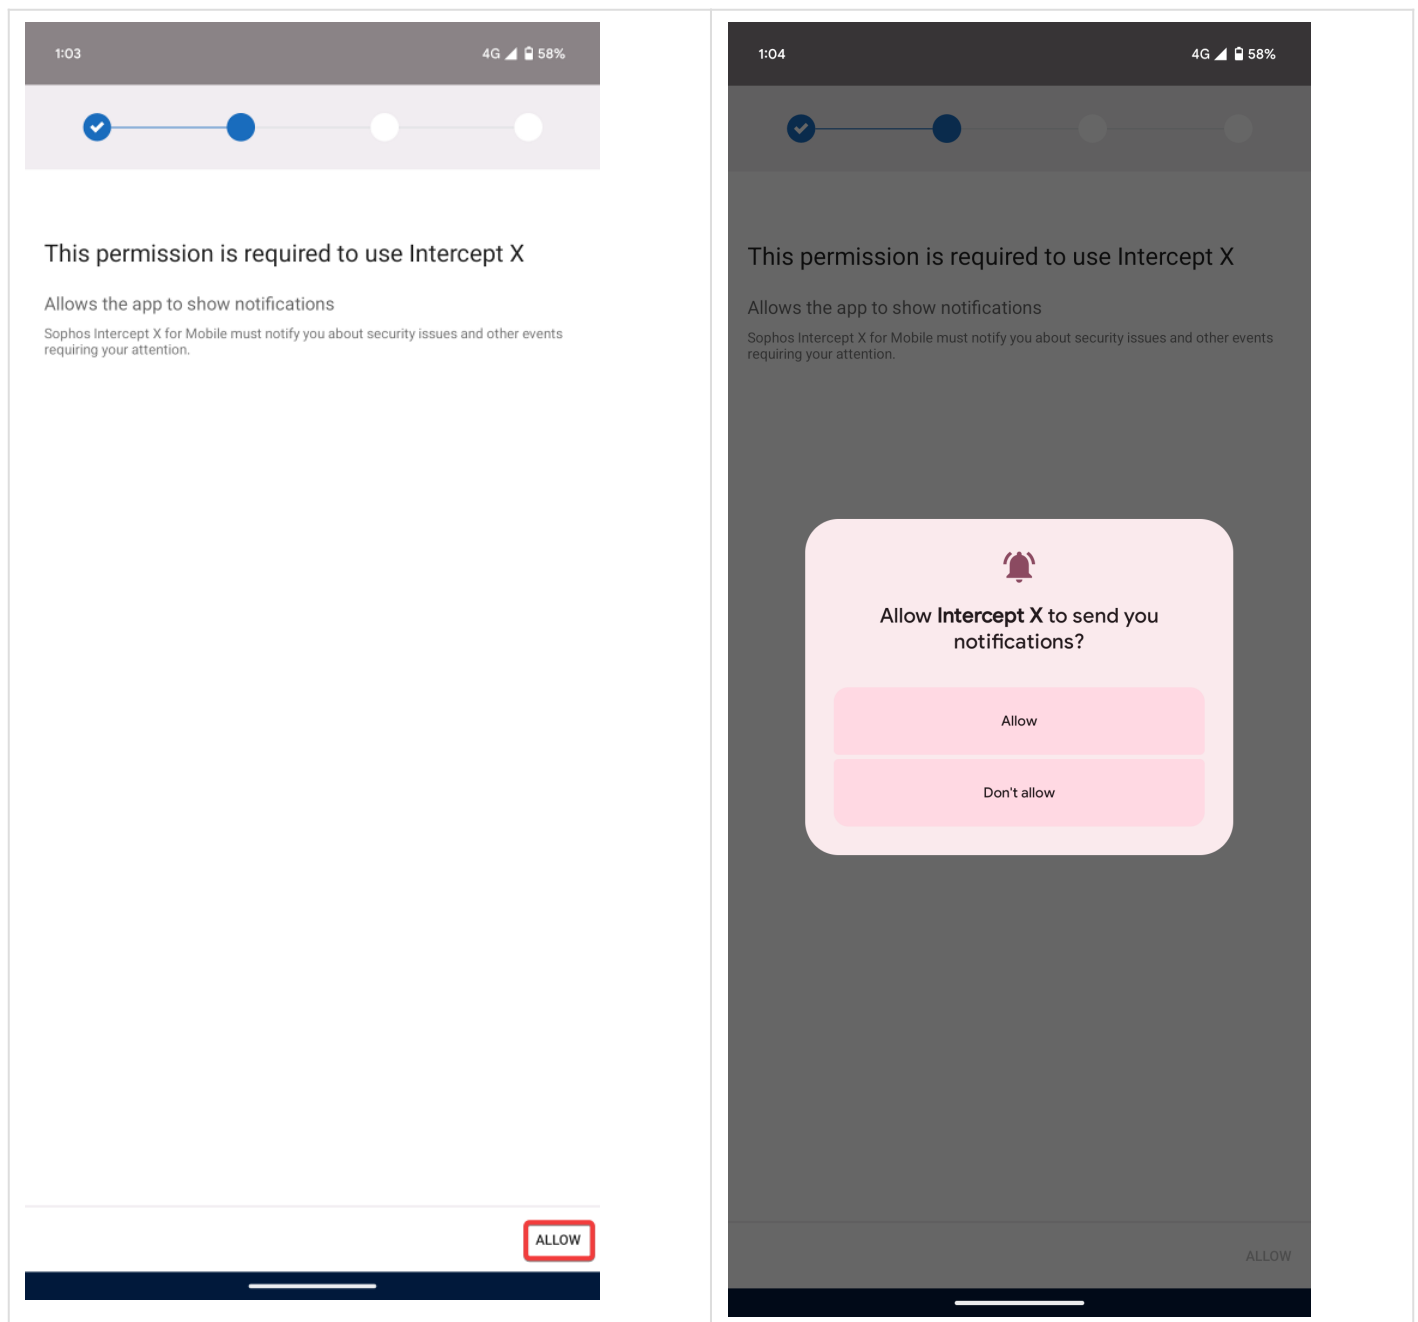 1:03
4G 58%
This permission is required to use Intercept X
Allows the app to show notifications
Sophos Intercept X for Mobile must notify you about security issues and other events
requiring your attention.
ALLOW
1:04
4G 58%
This permission is required to use Intercept X
Allows the app to show notifications
Sophos Intercept X for Mobile must notify you about security issues and other events
requiring your attention.
Allow Intercept X to send you
notifications?
Allow
Don't allow
ALLOW